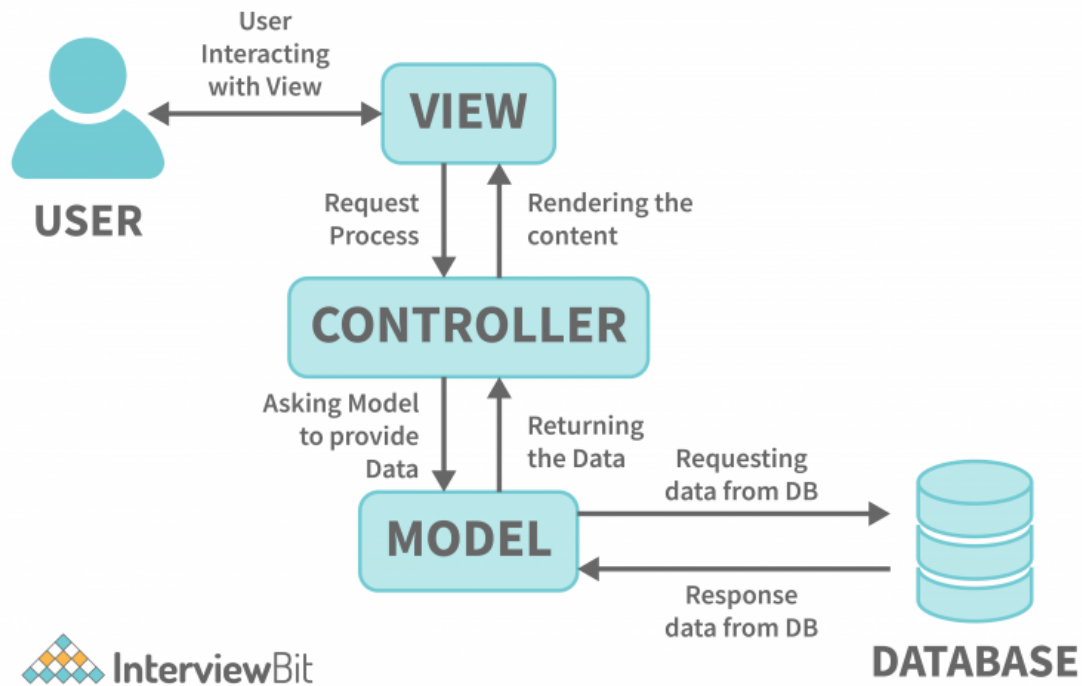 User
Interacting
with View
VIEW
USER
Request
Process
Rendering the
content
CONTROLLER
Asking Model
to provide
Data
Returning
the Data
Requesting
data from DB
MODEL
Response
data from DB
DATABASE
InterviewBit